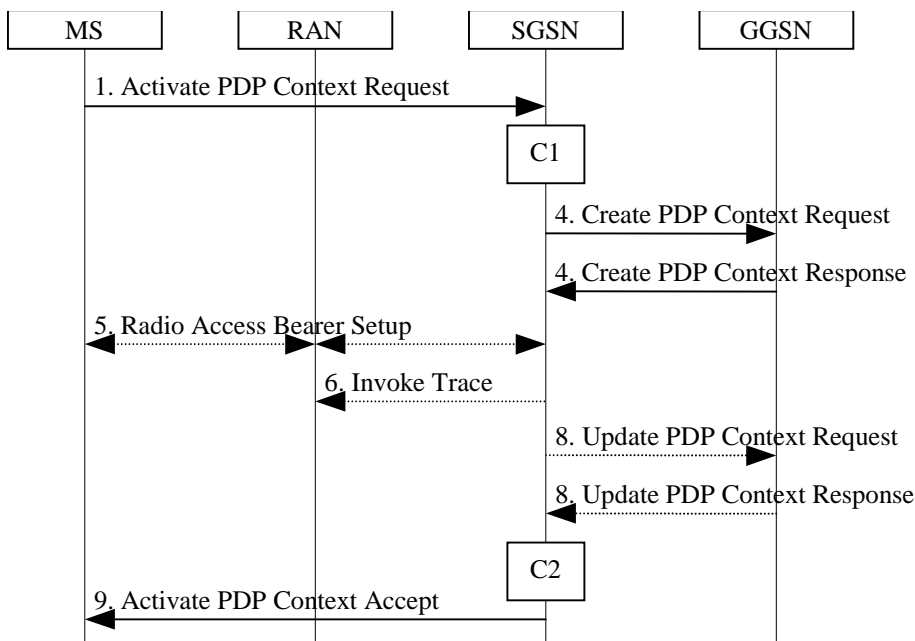 MS RAN SGSN GGSN
1. Activate PDP Context Request
C1
4. Create PDP Context Request
4. Create PDP Context Response
5. Radio Access Bearer Setup
6. Invoke Trace
8. Update PDP Context Request
8. Update PDP Context Response
C2
9. Activate PDP Context Accept